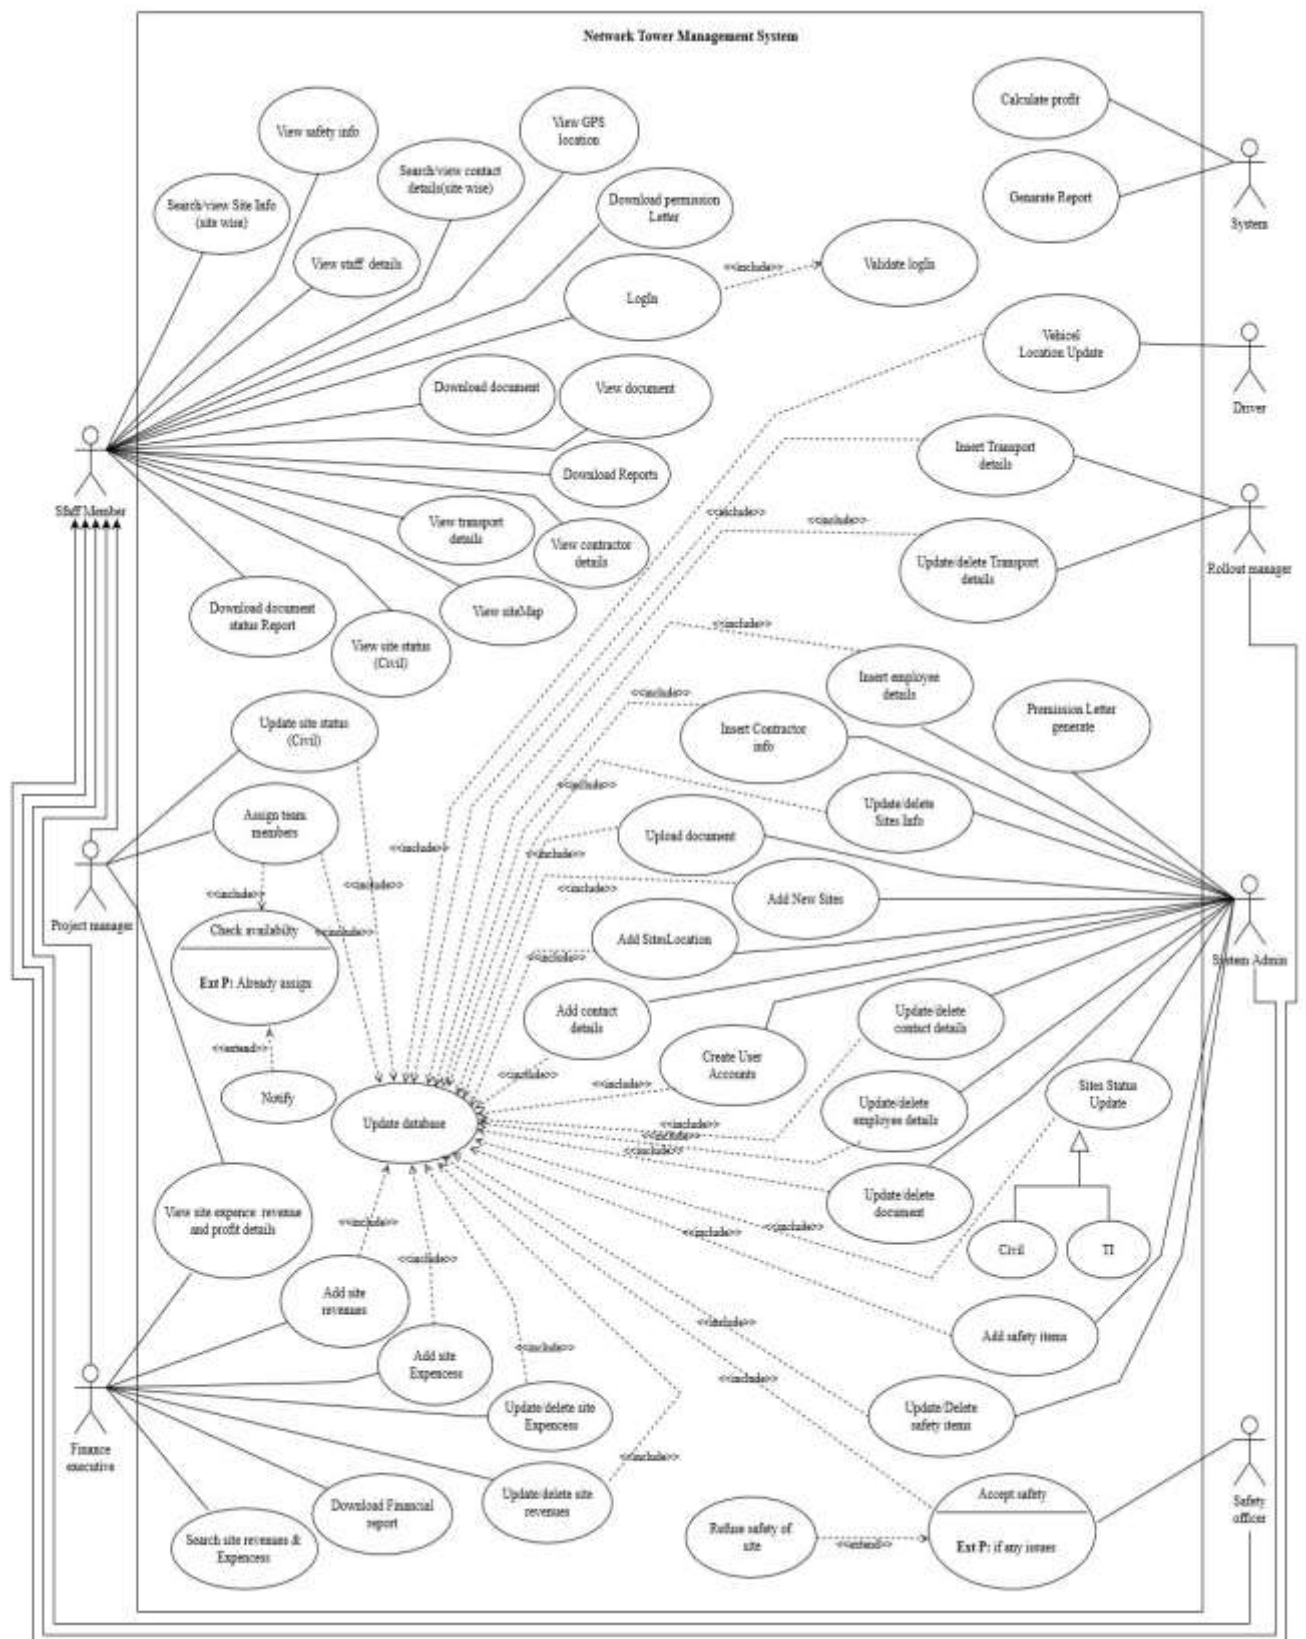 Network Tower Management System
View GPS
location
Calculate profit
View safety info
Search/view contact
details(site wise)
Download permission
Letter
Genarate Report
System
Search/view Site Info
(site wise)
View staff details
LogIn
<<include>>
Validate logIn
Vehicel
Location Update
Driver
Download document
View document
Insert Transport
details
Download Reports
Staff Member
<<include>>
<<include>>
View transport
details
View contractor
details
Update/delete Transport
details
Rollout manager
Download document
status Report
View siteMap
View site status
(Civil)
<<include>>
<<include>>
Insert employee
details
<<include>>
Insert Contractor
info
Premission Letter
generate
Update site status
(Civil)
<<include>>
Update/delete
Sites Info
Assign team
members
Upload document
<<include>>
<<include>>
<<include>>
<<include>>
<<include>>
Add New Sites
Project manager
Check availabilty
Ext P: Already assign
<<include>>
Add SitesLocation
<<include>>
System Admin
Add contact
details
Update/delete
contact details
<<extend>>
Notify
Create User
Accounts
<<include>>
<<include>>
Sites Status
Update
Update database
Update/delete
employee details
<<include>>
<<include>>
<<include>>
Update/delete
document
View site expence revenue
and profit details
<<include>>
<<include>>
<<include>>
<<include>>
Civil
TI
Add site
revenues
Add safety items
<<include>>
<<include>>
<<include>>
Add site
Expencess
Update/delete site
Expencess
Update/Delete
safety items
Finance
executive
<<include>>
Update/delete site
revenues
Download Financial
report
Accept safety
Ext P: if any issues
Safety
officer
Search site revenues &
Expencess
Refuse safety of
site
<<extend>>